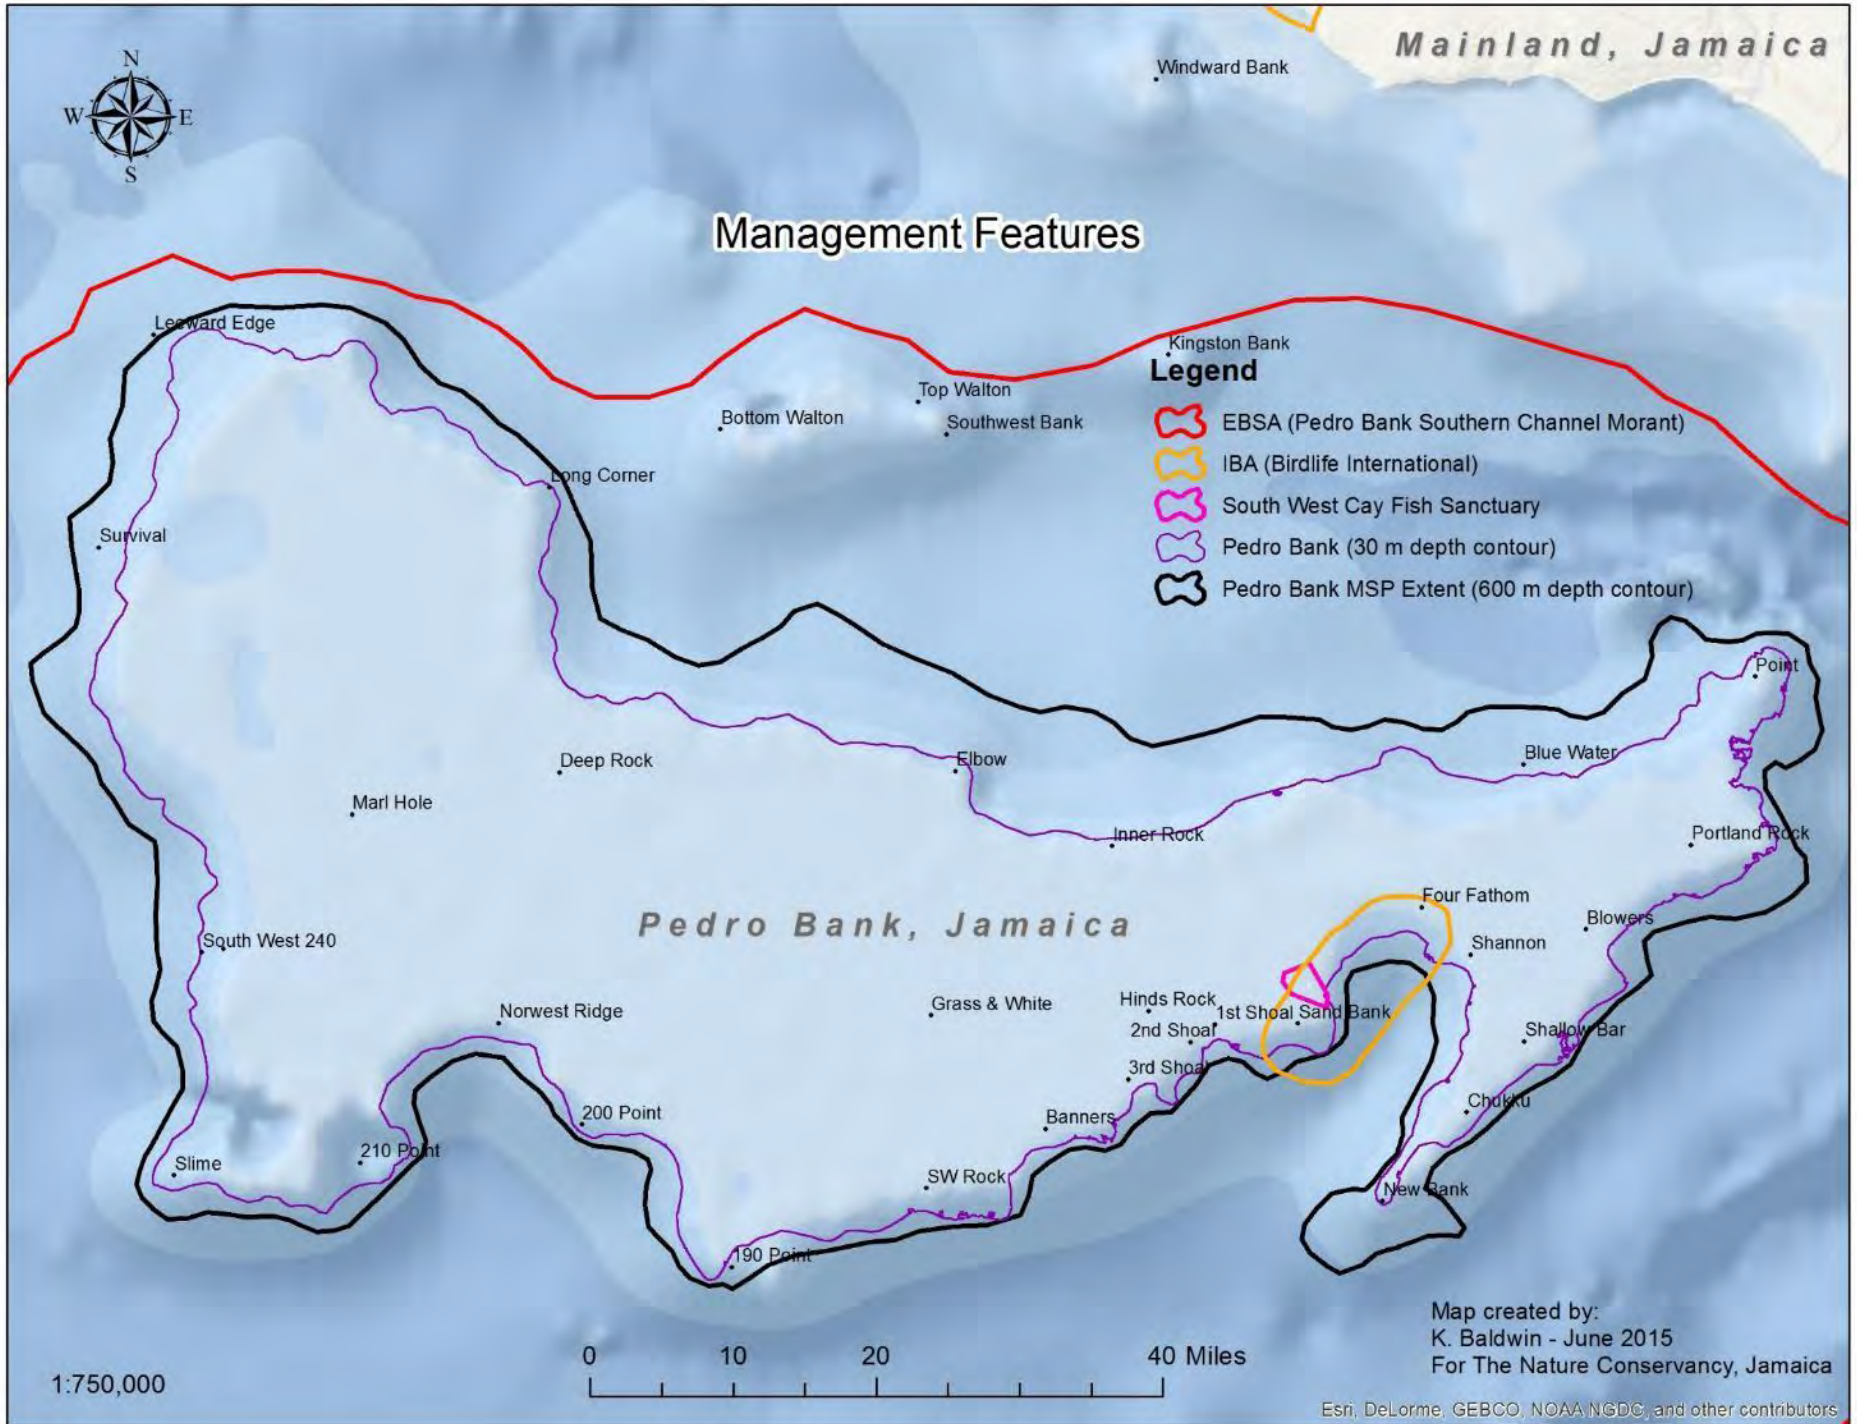 Mainland, Jamaica
Windward Bank
N
W E
S
Management Features
Leeward Edge
Kingston Bank
Legend
Top Walton
Bottom Walton
Southwest Bank
EBSA (Pedro Bank Southern Channel Morant)
IBA (Birdlife International)
Long Corner
South West Cay Fish Sanctuary
Survival
Pedro Bank (30 m depth contour)
Pedro Bank MSP Extent (600 m depth contour)
Point
Deep Rock
Elbow
Blue Water
Marl Hole
Inner Rock
Portland Rock
Four Fathom
Pedro Bank, Jamaica
Blowers
South West 240
Shannon
Norwest Ridge
Grass & White
Hinds Rock
1st Shoal
Sand Bank
2nd Shoal
Shallow Bar
3rd Shoal
200 Point
Banners
Chukku
210 Point
Slime
SW Rock
New Bank
190 Point
Map created by:
K. Baldwin - June 2015
For The Nature Conservancy, Jamaica
0 10 20 40 Miles
1:750,000
Esri, DeLorme, GEBCO, NOAA NGDC, and other contributors